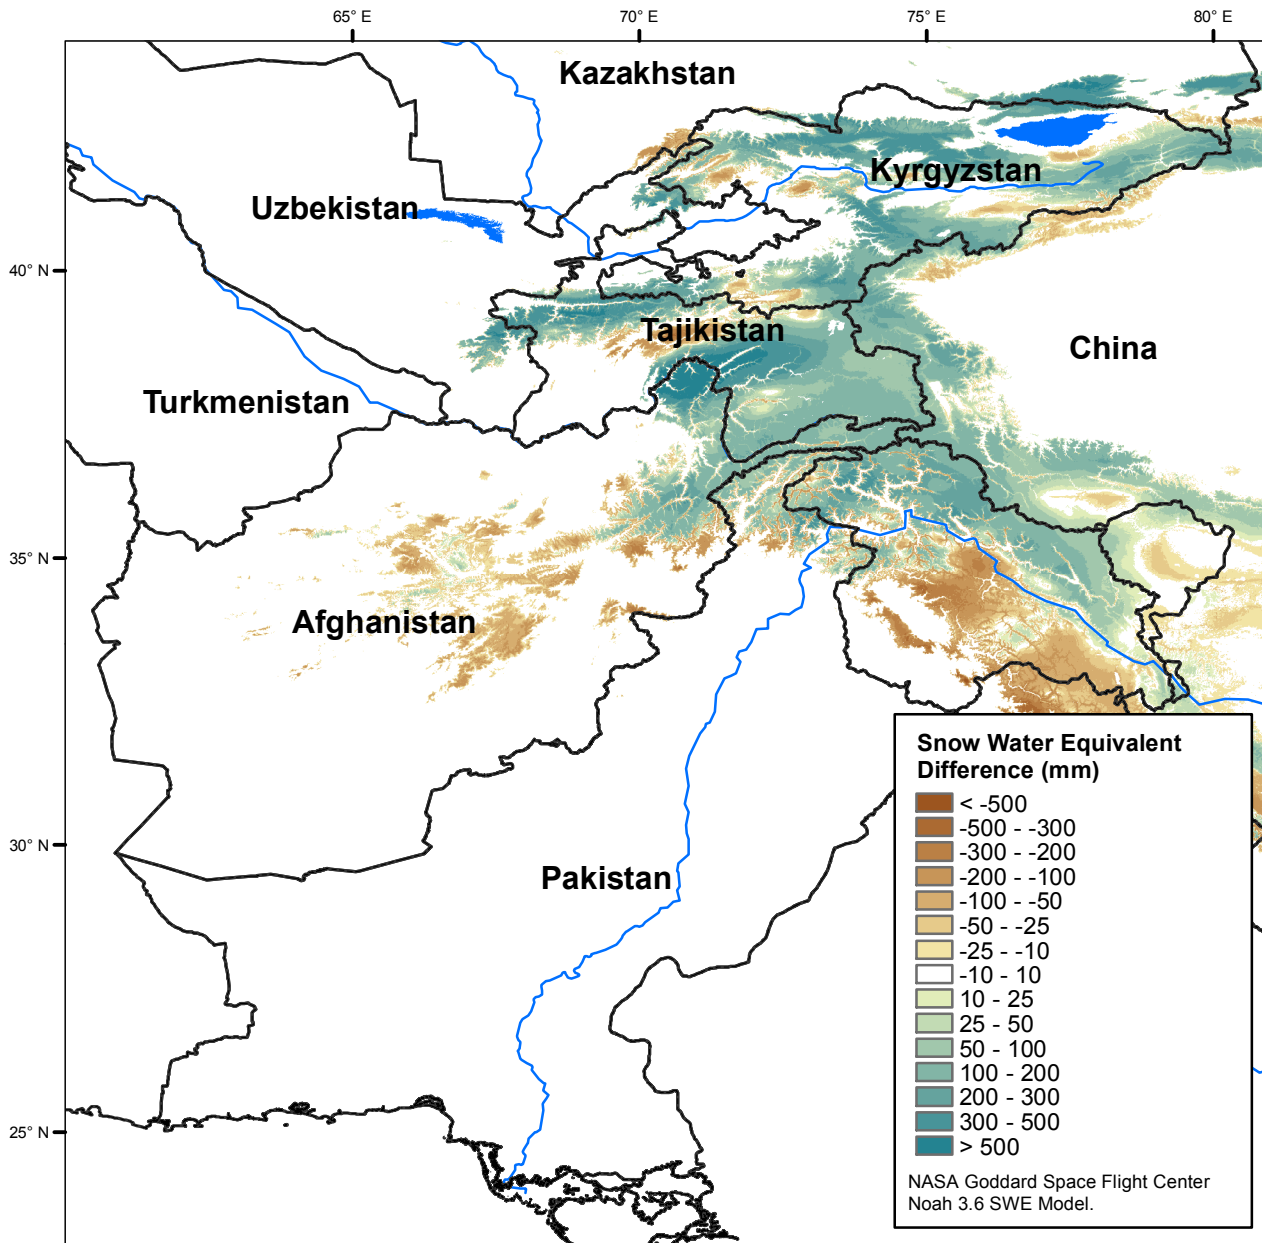 65° E
70° E
75° E
80° E
Kazakhstan
Kyrgyzstan
Uzbekistan
40° N
Tajikistan
China
Turkmenistan
35° N
Afghanistan
30° N
Pakistan
25° N
Snow Water Equivalent
Difference (mm)
< -500
-500 - -300
-300 - -200
-200 - -100
-100 - -50
-50 - -25
-25 - -10
-10 - 10
10 - 25
25 - 50
50 - 100
100 - 200
200 - 300
300 - 500
> 500
NASA Goddard Space Flight Center
Noah 3.6 SWE Model.